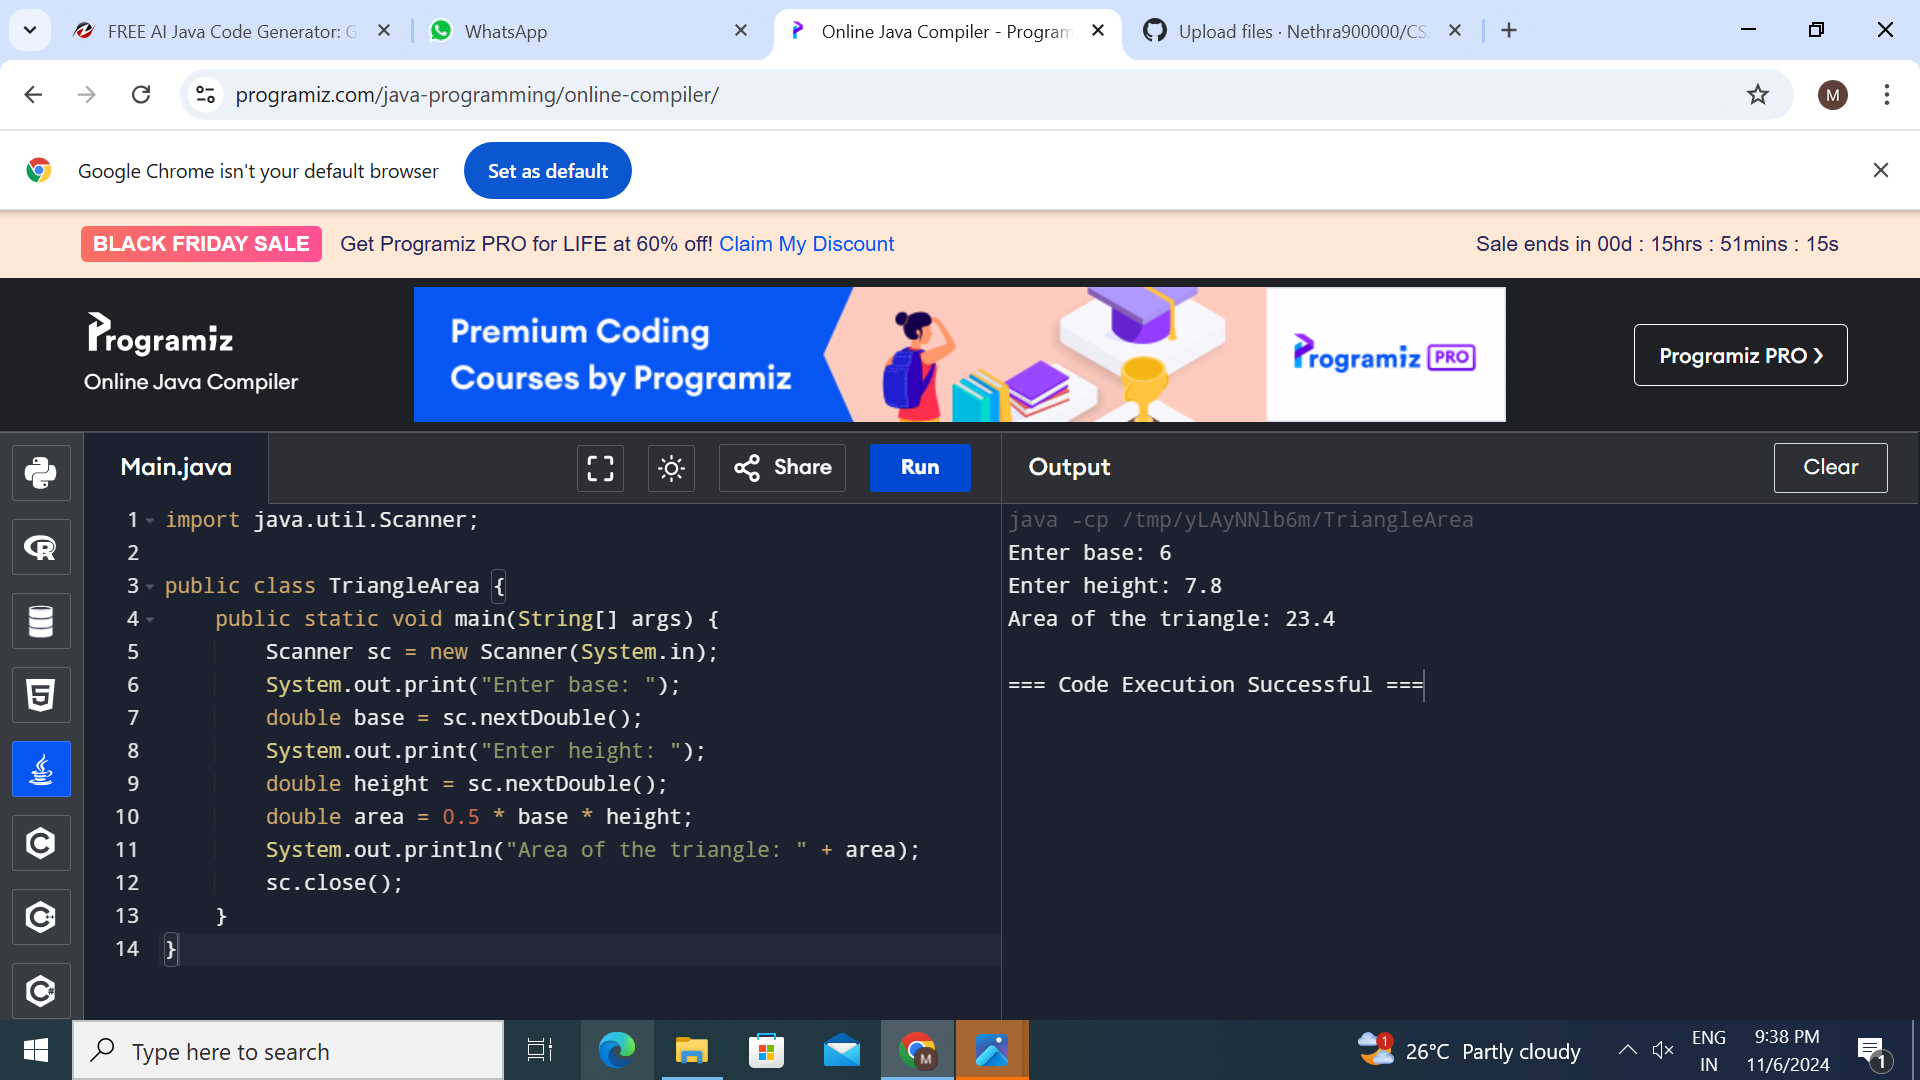 FREE AI Java Code Generator: G
WhatsApp
Online Java Compiler - Program
Upload files · Nethra900000/CS
programiz.com/java-programming/online-compiler/
M
Google Chrome isn't your default browser
Set as default
BLACK FRIDAY SALE Get Programiz PRO for LIFE at 60% off! Claim My Discount
Sale ends in 00d : 15hrs : 51mins : 15s
Programiz
Online Java Compiler
Premium Coding
Courses by Programiz
Programiz PRO
Programiz PRO ❯
Main.java
Share
Run
Output
Clear
1 import java.util.Scanner;
2
3 public class TriangleArea {
4 public static void main(String[] args) {
5 Scanner sc = new Scanner(System.in);
6 System.out.print("Enter base: ");
7 double base = sc.nextDouble();
8 System.out.print("Enter height: ");
9 double height = sc.nextDouble();
10 double area = 0.5 * base * height;
11 System.out.println("Area of the triangle: " + area);
12 sc.close();
13 }
14 }
java -cp /tmp/yLAyNNlb6m/TriangleArea
Enter base: 6
Enter height: 7.8
Area of the triangle: 23.4
=== Code Execution Successful ===
Type here to search
M
1
26°C Partly cloudy
ENG
IN
9:38 PM
11/6/2024
1